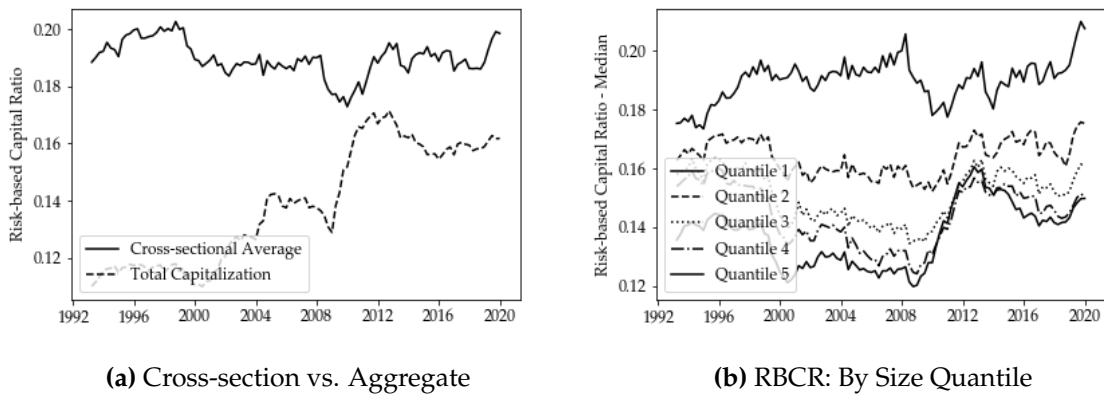 Risk-based Capital Ratio
0.20
0.18
0.16
0.14
0.12
Cross-sectional Average
Total Capitalization
1992 1996 2000 2004 2008 2012 2016 2020
(a) Cross-section vs. Aggregate
Risk-based Capital Ratio - Median
0.20
0.18
0.16
0.14
0.12
Quantile 1
Quantile 2
Quantile 3
Quantile 4
Quantile 5
1992 1996 2000 2004 2008 2012 2016 2020
(b) RBCR: By Size Quantile